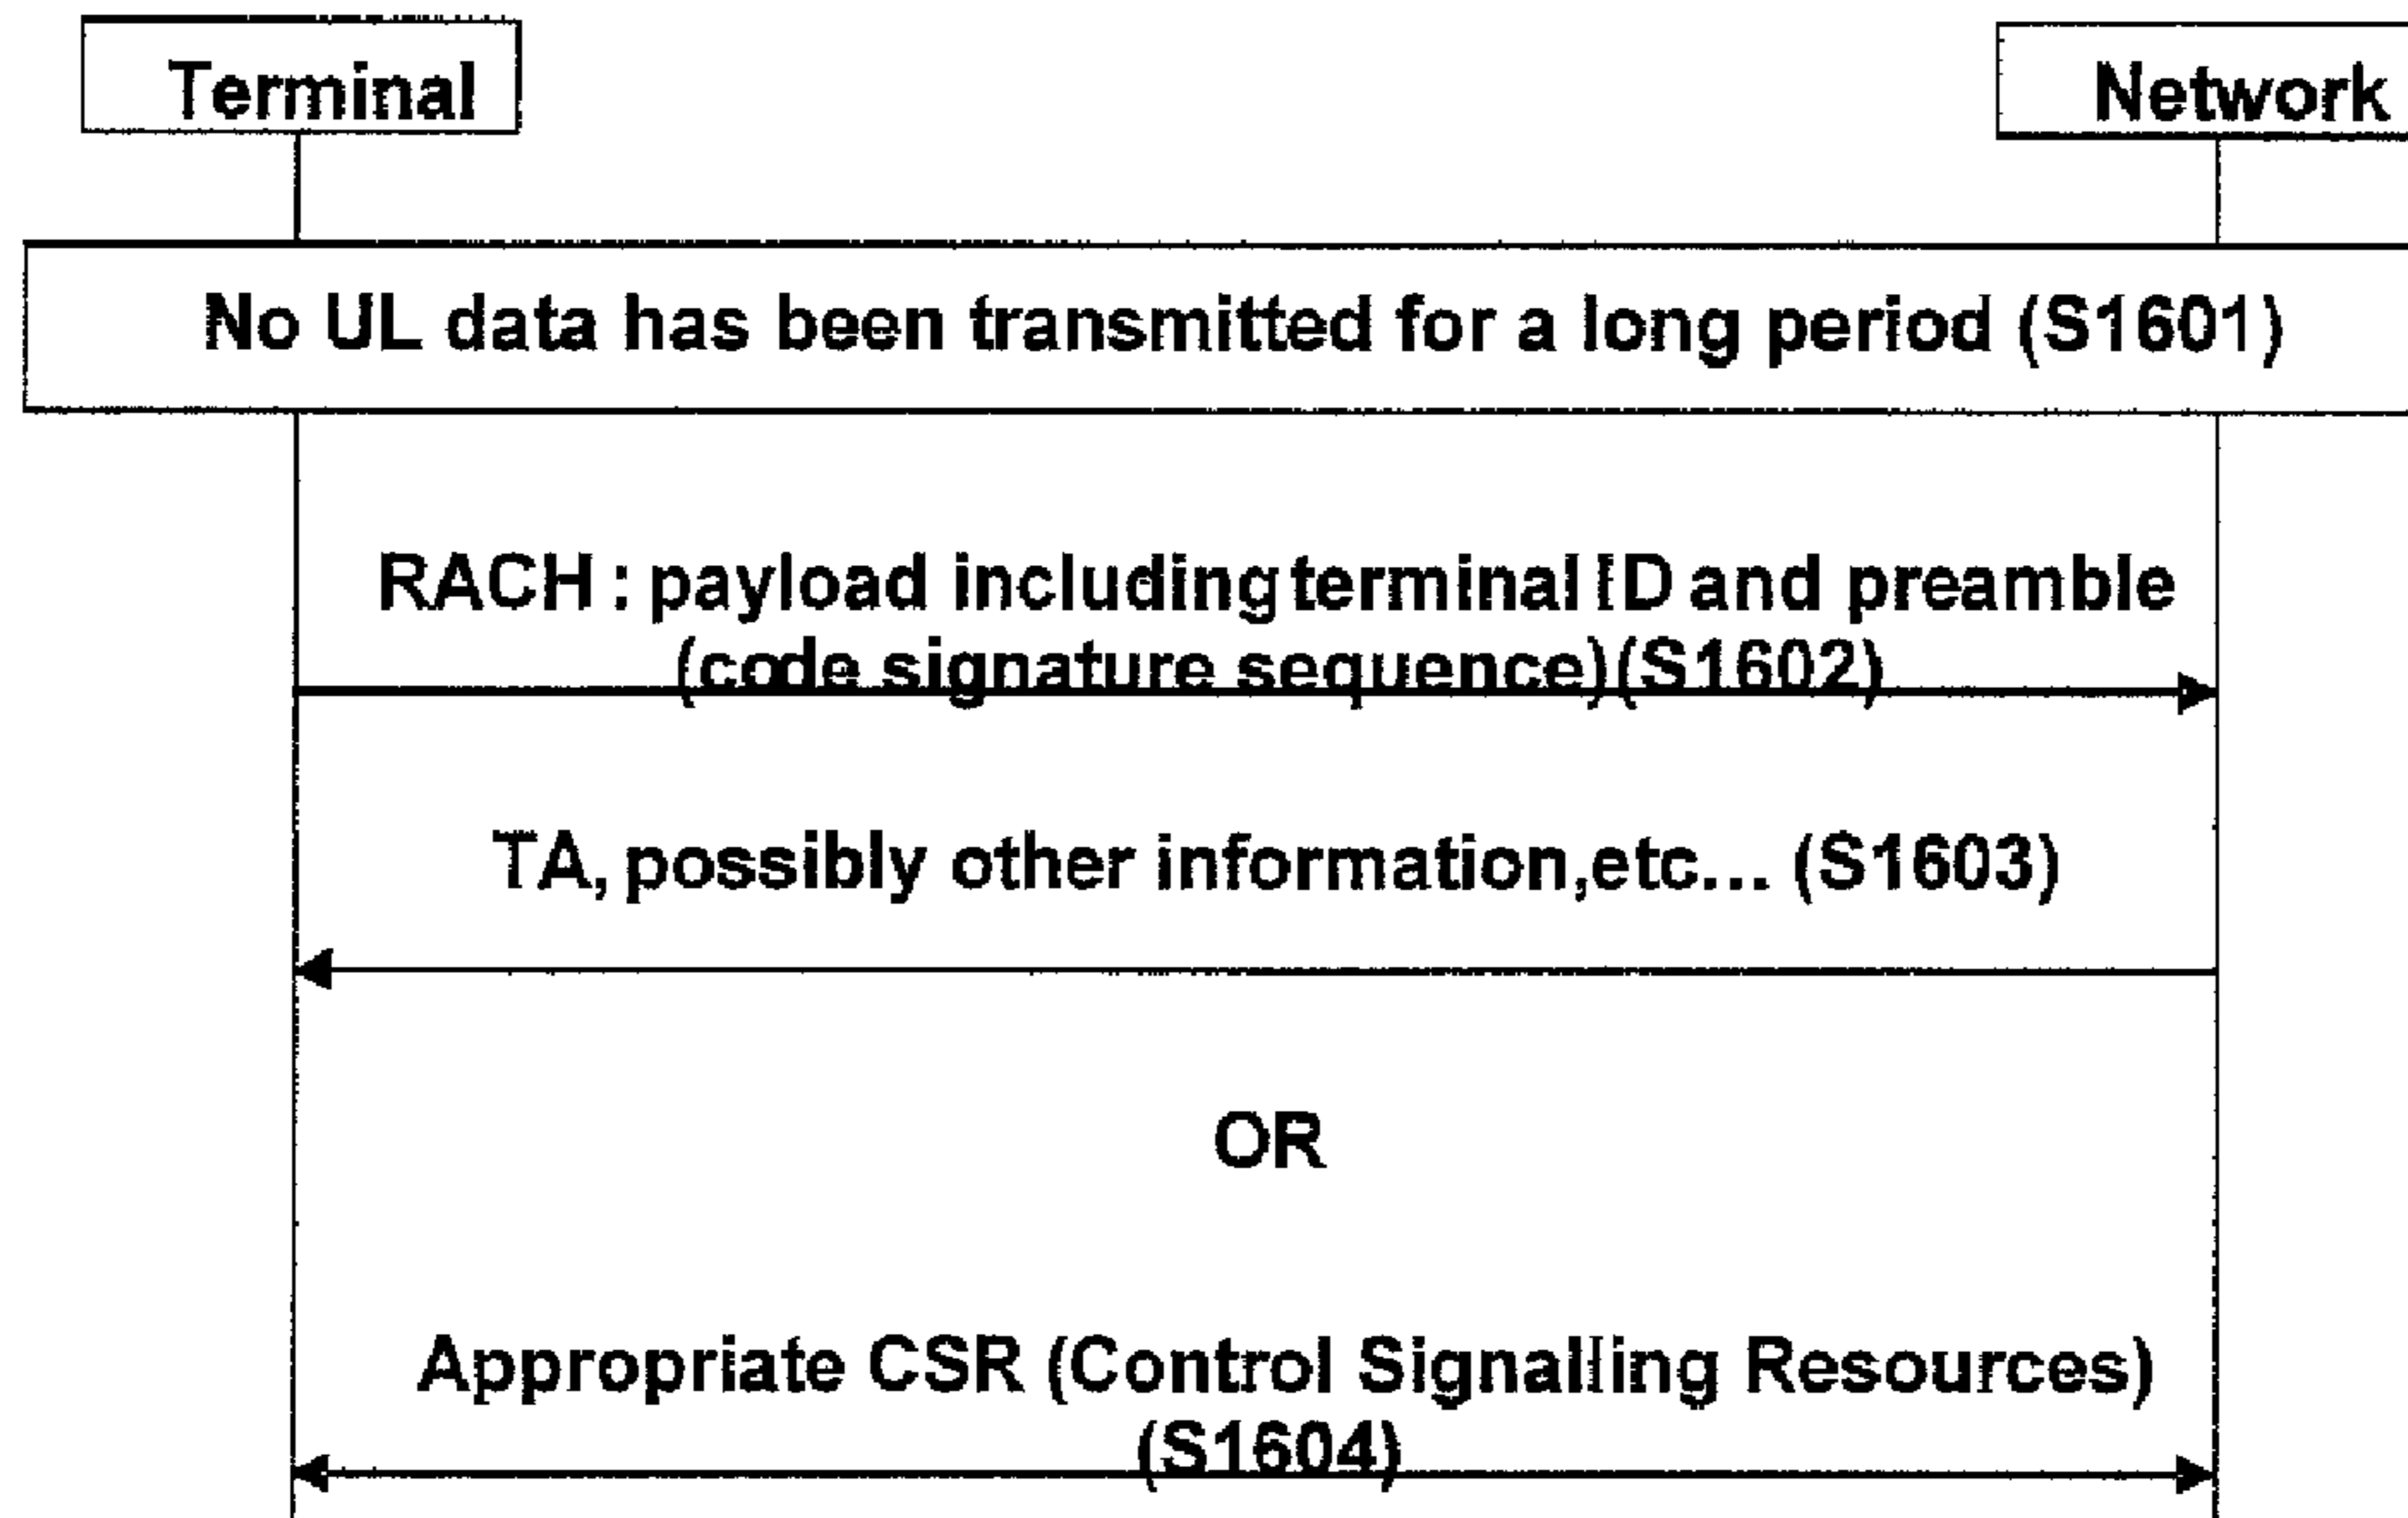 Terminal
Network
No UL data has been transmitted for a long period (S1601)
RACH : payload including terminal ID and preamble
(code signature sequence)(S1602)
TA, possibly other information,etc... (S1603)
OR
Appropriate CSR (Control Signalling Resources)
(S1604)